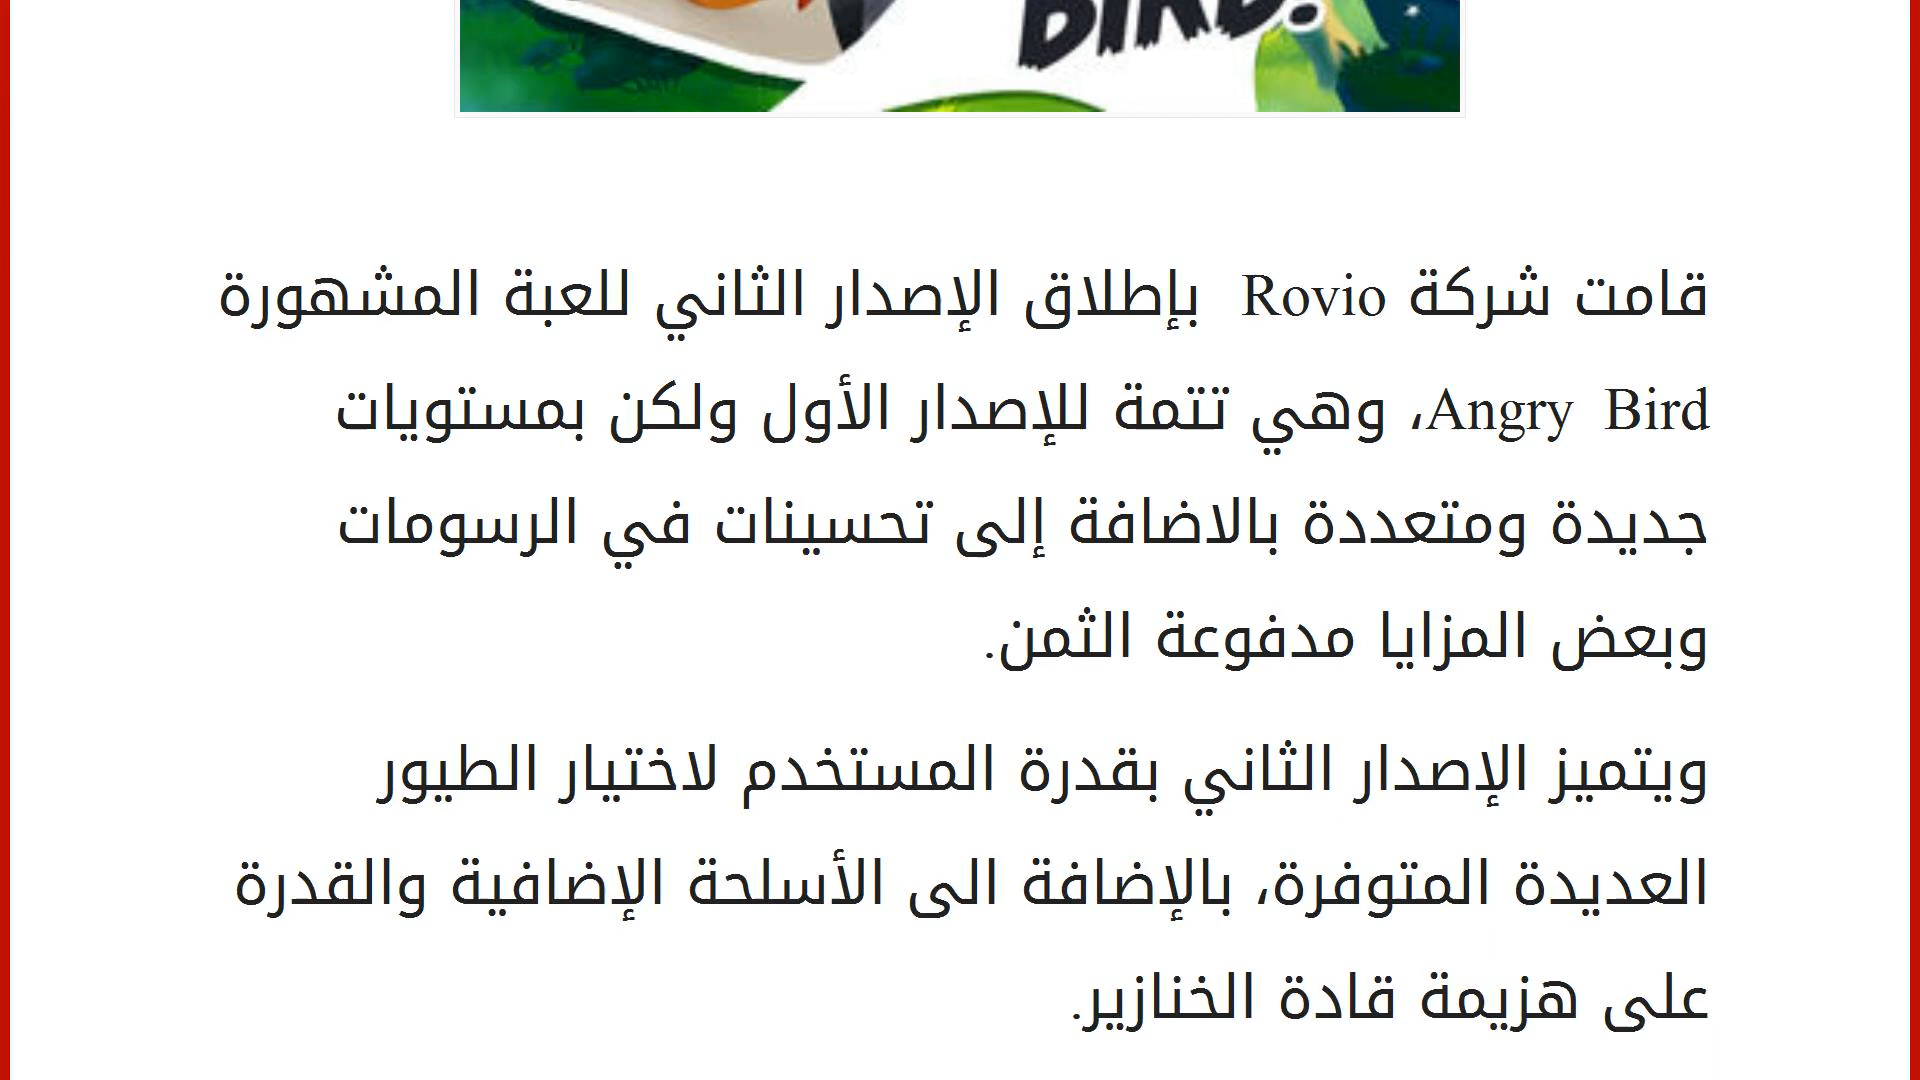 BIRD!
قامت شركة Rovio بإطلاق الإصدار الثاني للعبة المشهورة
Angry Bird، وهي تتمة للإصدار الأول ولكن بمستويات
جديدة ومتعددة بالاضافة إلى تحسينات في الرسومات
وبعض المزايا مدفوعة الثمن.
ويتميز الإصدار الثاني بقدرة المستخدم لاختيار الطيور
العديدة المتوفرة، بالإضافة الى الأسلحة الإضافية والقدرة
على هزيمة قادة الخنازير.